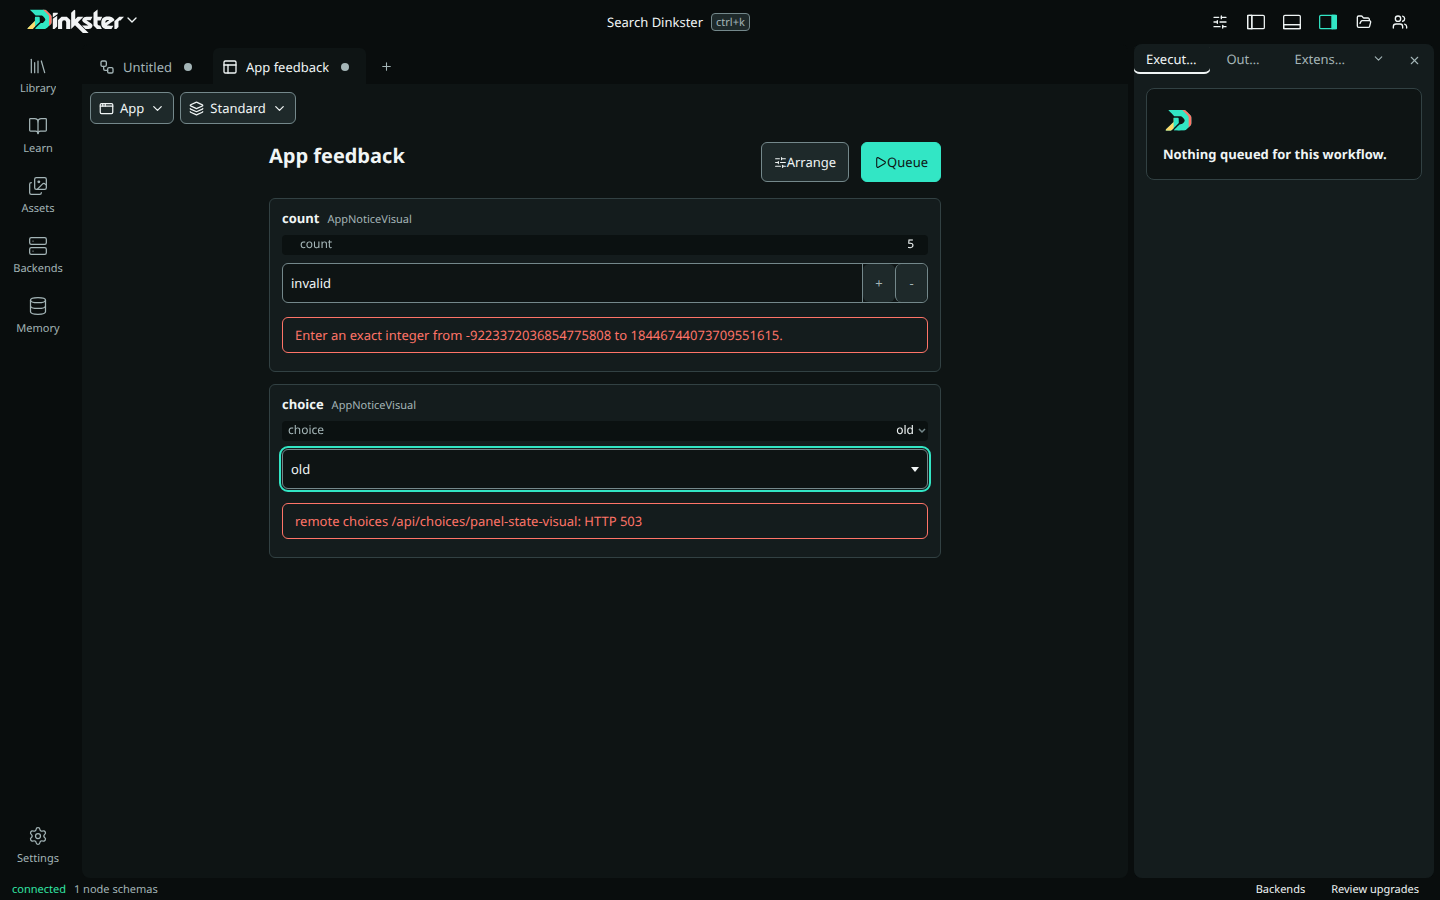 Dinkster
Search Dinkster ctrl+k
Library
Learn
Assets
Backends
Memory
Settings
Untitled
App feedback
+
App
Standard
App feedback
Arrange
Queue
count AppNoticeVisual
count 5
invalid + -
Enter an exact integer from -9223372036854775808 to 18446744073709551615.
choice AppNoticeVisual
choice old
old
remote choices /api/choices/panel-state-visual: HTTP 503
Execut... Out... Extens...
Nothing queued for this workflow.
connected 1 node schemas
Backends Review upgrades